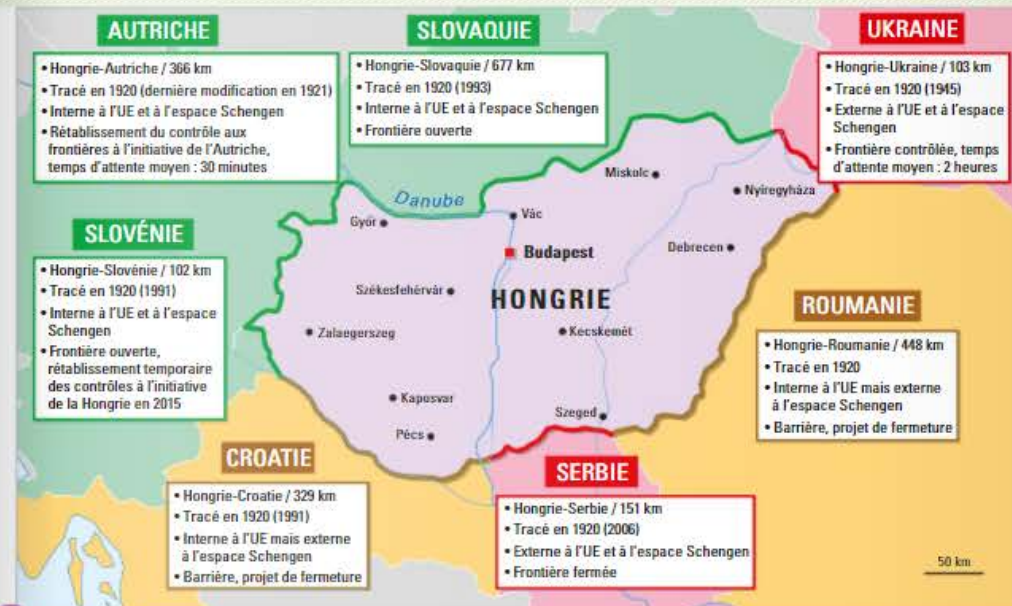 AUTRICHE
• Hongrie-Autriche / 366 km
• Tracé en 1920 (dernière modification en 1921)
• Interne à l'UE et à l'espace Schengen
• Rétablissement du contrôle aux
frontières à l'initiative de l'Autriche,
temps d'attente moyen : 30 minutes
SLOVAQUIE
• Hongrie-Slovaquie / 677 km
• Tracé en 1920 (1993)
• Interne à l'UE et à l'espace Schengen
• Frontière ouverte
UKRAINE
• Hongrie-Ukraine / 103 km
• Tracé en 1920 (1945)
• Externe à l'UE et à l'espace
Schengen
• Frontière contrôlée, temps
d'attente moyen : 2 heures
SLOVÉNIE
• Hongrie-Slovénie / 102 km
• Tracé en 1920 (1991)
• Interne à l'UE et à l'espace
Schengen
• Frontière ouverte,
rétablissement temporaire
des contrôles à l'initiative
de la Hongrie en 2015
Danube
Miskolc
Nyíregyháza
Győr
Vác
Budapest
Debrecen
Székesfehérvár
HONGRIE
Zalaegerszeg
Kecskemét
Kaposvar
Szeged
Pécs
ROUMANIE
• Hongrie-Roumanie / 448 km
• Tracé en 1920
• Interne à l'UE mais externe
à l'espace Schengen
• Barrière, projet de fermeture
CROATIE
• Hongrie-Croatie / 329 km
• Tracé en 1920 (1991)
• Interne à l'UE mais externe
à l'espace Schengen
• Barrière, projet de fermeture
SERBIE
• Hongrie-Serbie / 151 km
• Tracé en 1920 (2006)
• Externe à l'UE et à l'espace Schengen
• Frontière fermée
50 km